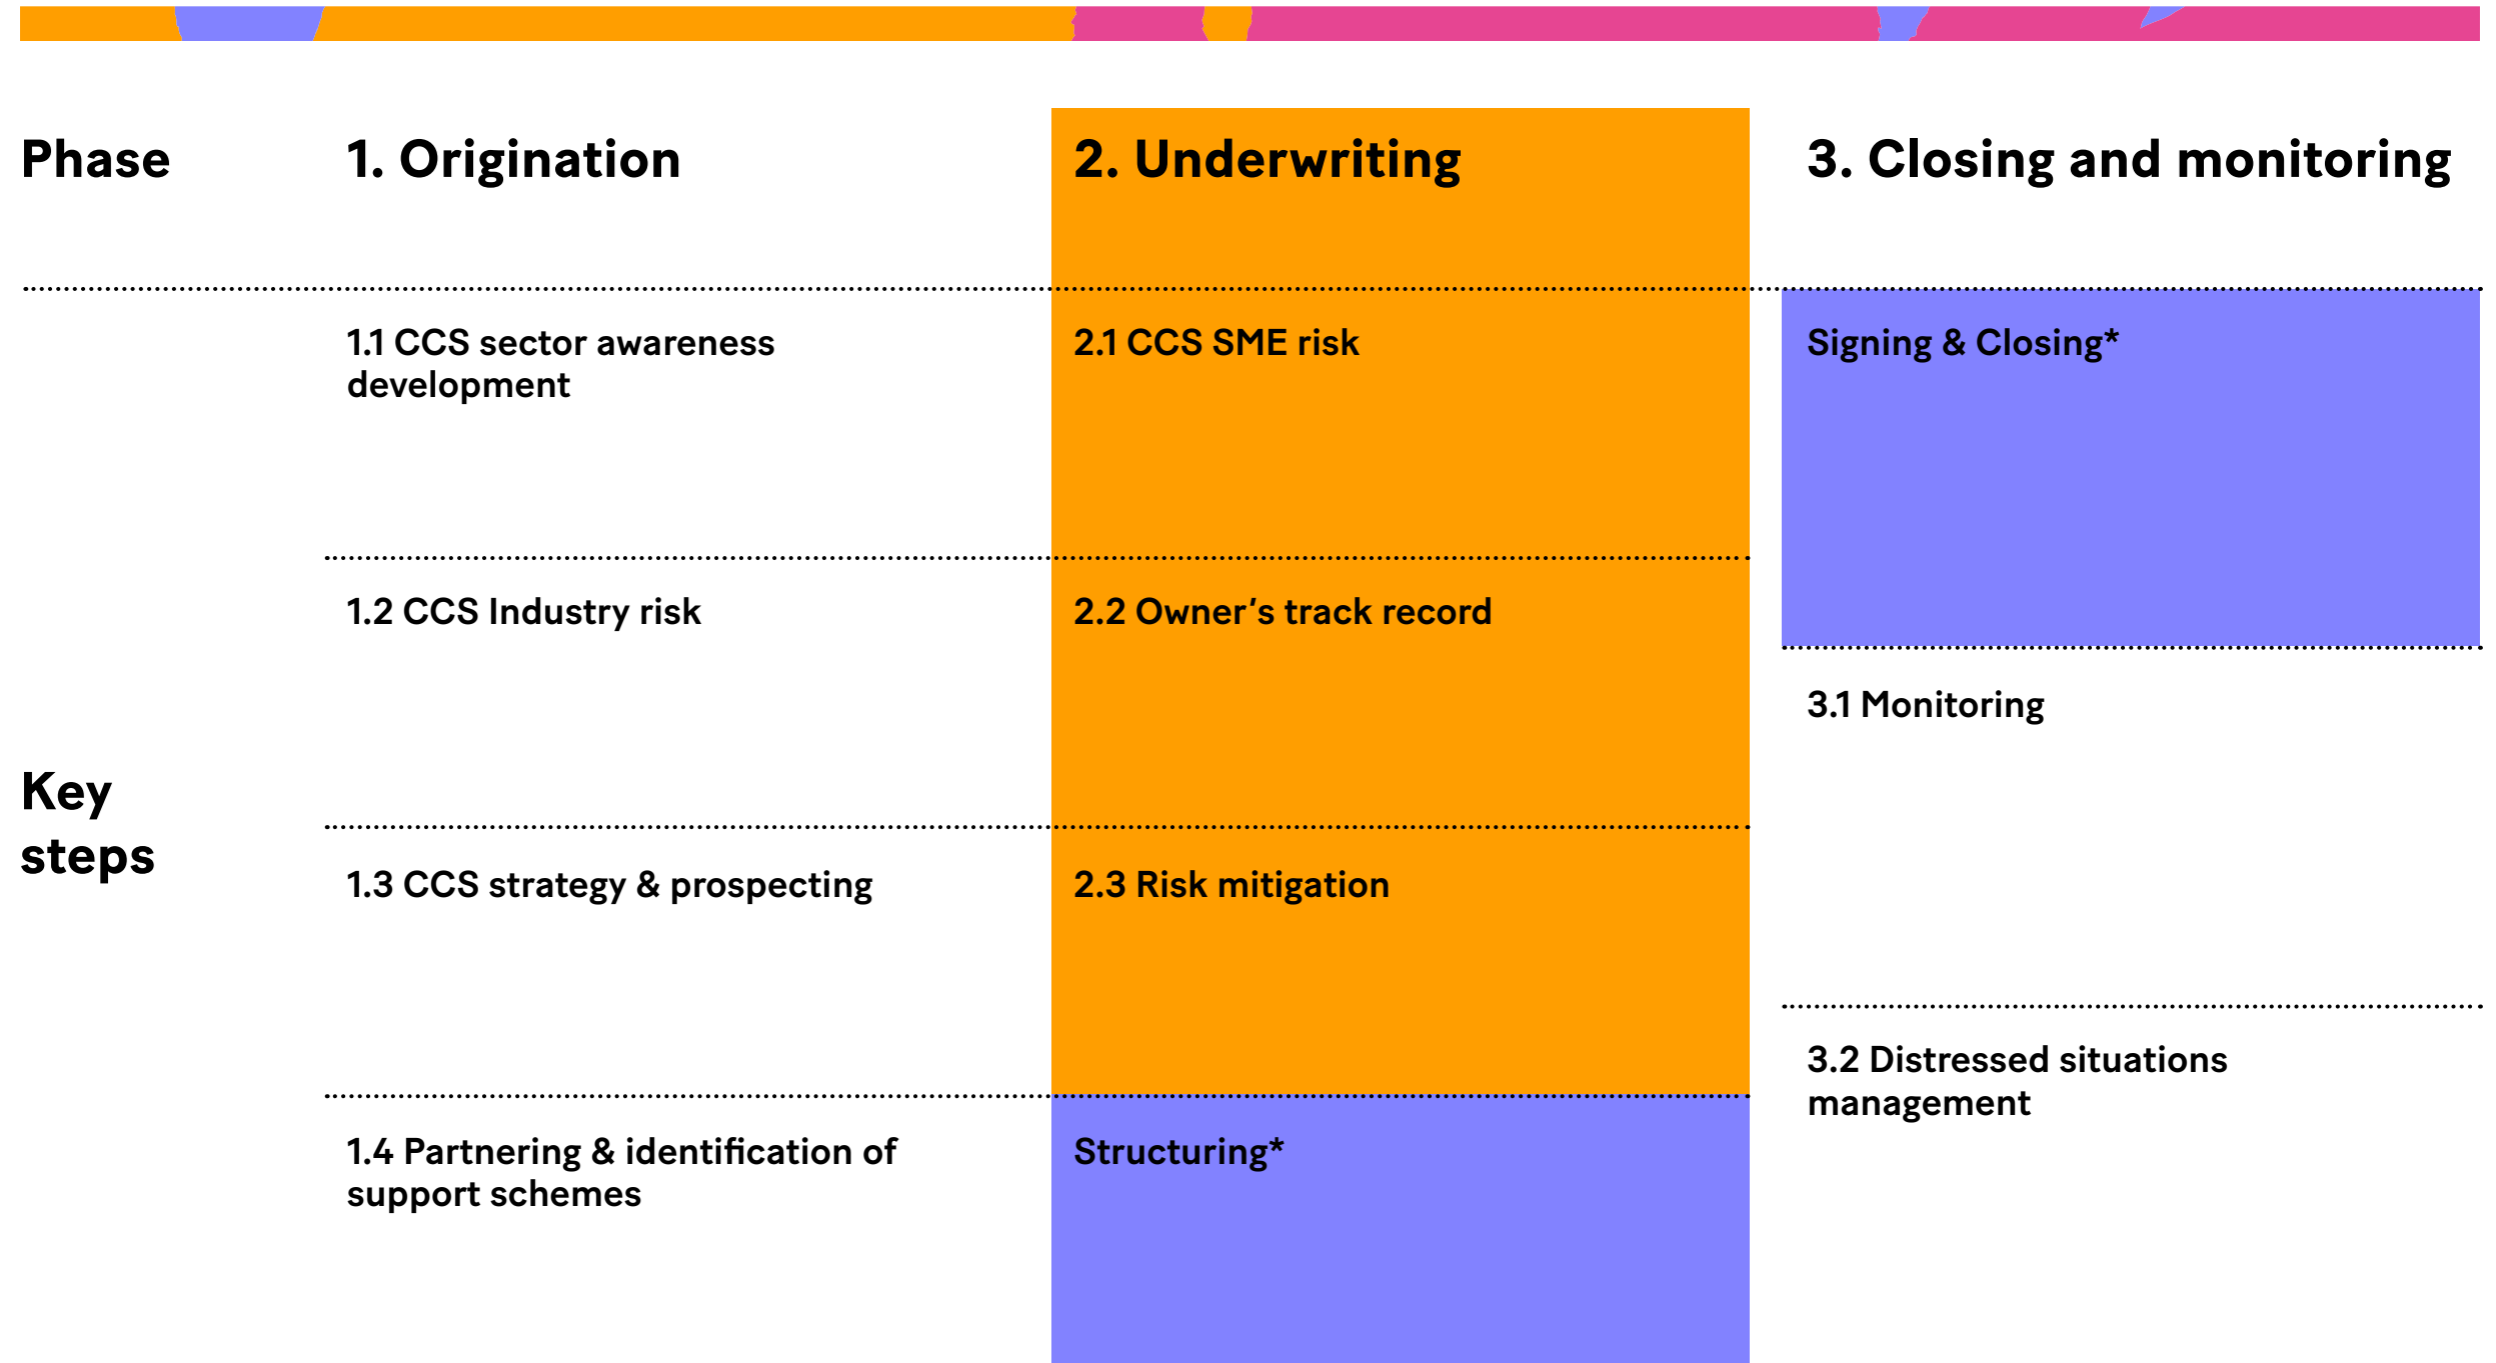 Phase
1. Origination
2. Underwriting
3. Closing and monitoring
Key
steps
1.1 CCS sector awareness
development
2.1 CCS SME risk
Signing & Closing*
1.2 CCS Industry risk
2.2 Owner’s track record
3.1 Monitoring
1.3 CCS strategy & prospecting
2.3 Risk mitigation
3.2 Distressed situations
management
1.4 Partnering & identification of
support schemes
Structuring*